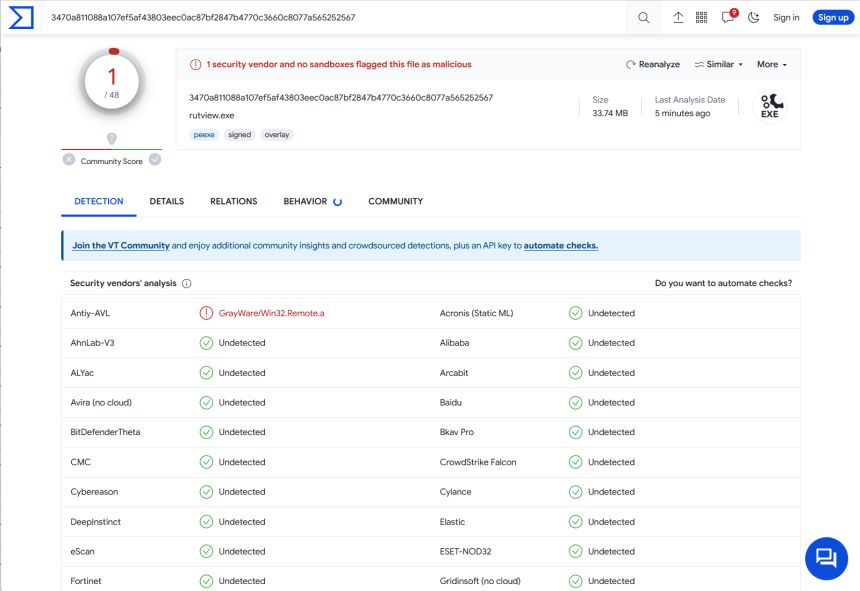 3470a811088a107ef5af43803eec0ac87bf2847b4770c3660c8077a565252567
9
Sign in
Sign up
1
/ 48
Community Score
1 security vendor and no sandboxes flagged this file as malicious
Reanalyze
Similar
More
3470a811088a107ef5af43803eec0ac87bf2847b4770c3660c8077a565252567
rutview.exe
peexe
signed
overlay
Size
33.74 MB
Last Analysis Date
5 minutes ago
EXE
DETECTION
DETAILS
RELATIONS
BEHAVIOR
COMMUNITY
Join the VT Community and enjoy additional community insights and crowdsourced detections, plus an API key to automate checks.
Security vendors' analysis
Do you want to automate checks?
Antiy-AVL GrayWare/Win32.Remote.a Acronis (Static ML) Undetected
AhnLab-V3 Undetected Alibaba Undetected
ALYac Undetected Arcabit Undetected
Avira (no cloud) Undetected Baidu Undetected
BitDefenderTheta Undetected Bkav Pro Undetected
CMC Undetected CrowdStrike Falcon Undetected
Cybereason Undetected Cylance Undetected
DeepInstinct Undetected Elastic Undetected
eScan Undetected ESET-NOD32 Undetected
Fortinet Undetected Gridinsoft (no cloud) Undetected